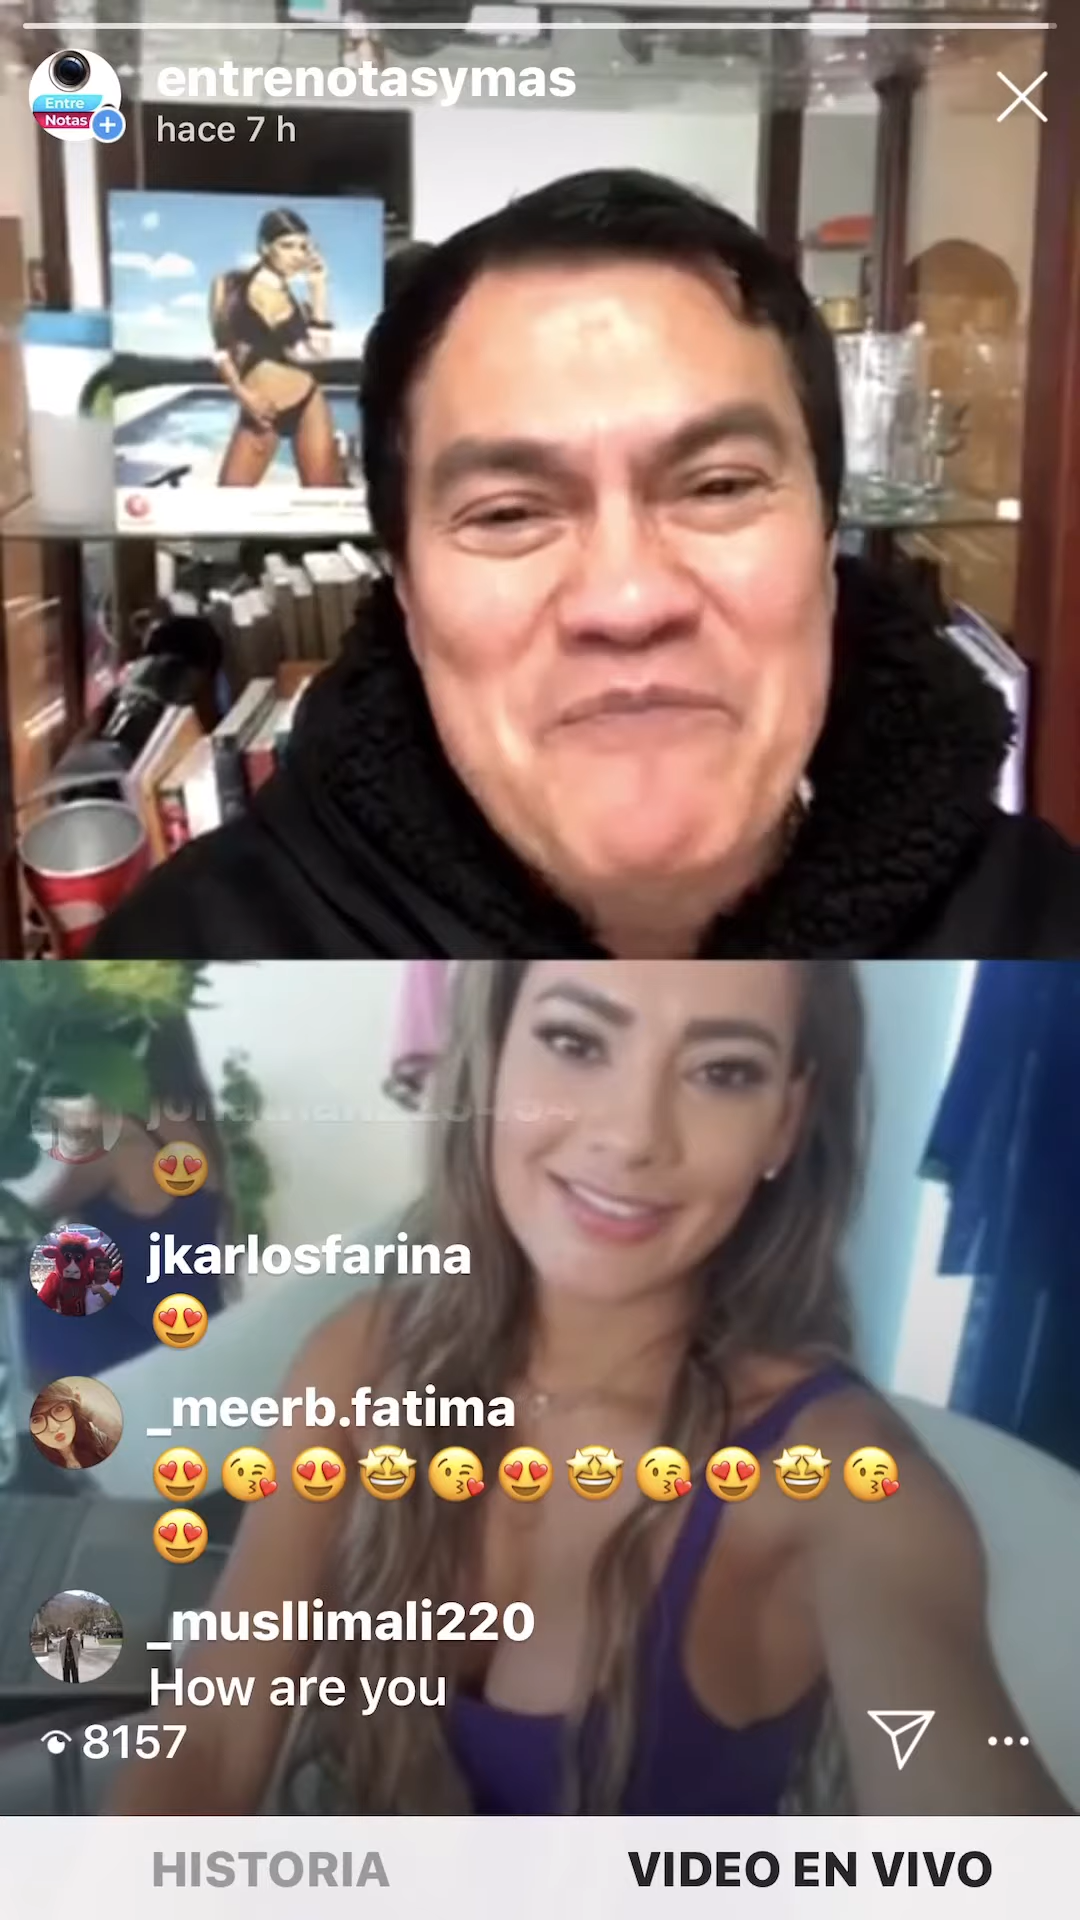 entrenotasymas
hace 7 h
Entre
Notas
jkarlosfarina
😍
_meerb.fatima
😍😘😍🤩😘😍🤩😘😍🤩😘
😍
_musllimali220
How are you
8157
HISTORIA
VIDEO EN VIVO